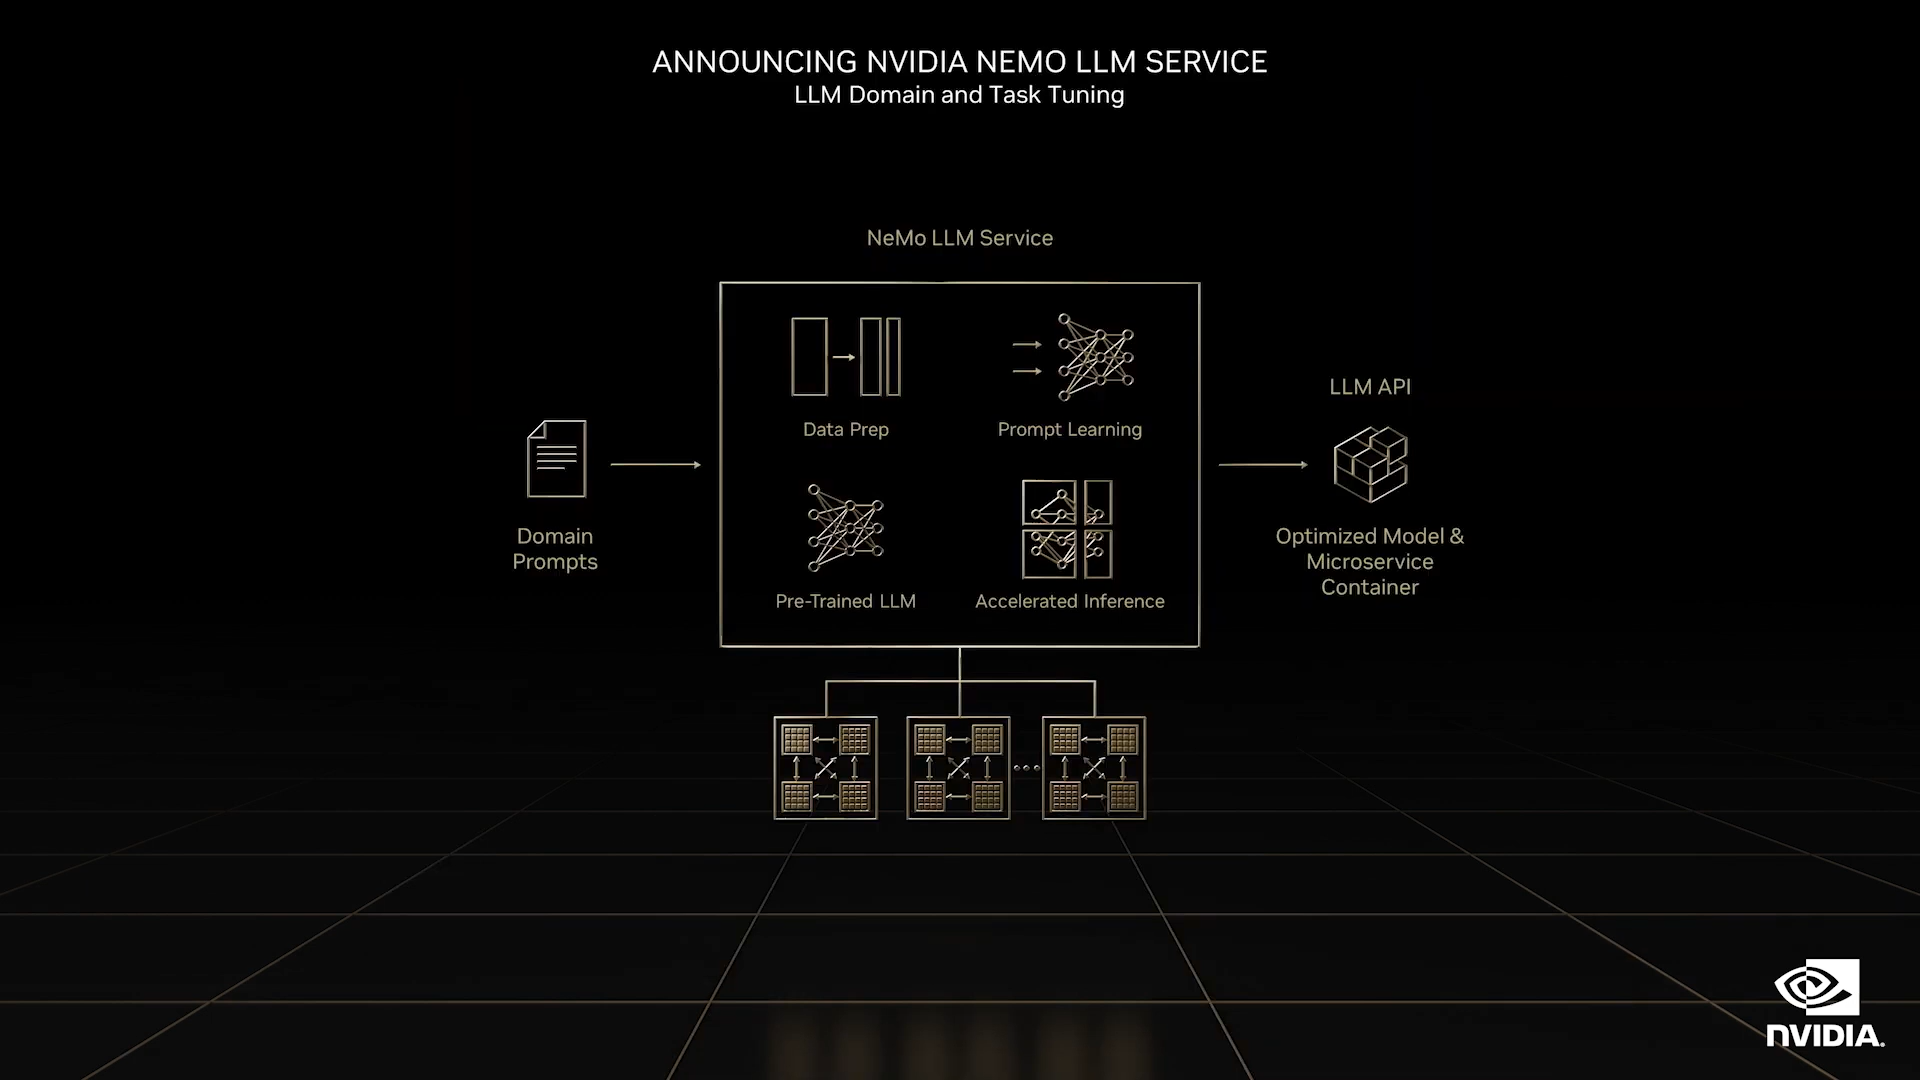 ANNOUNCING NVIDIA NEMO LLM SERVICE
LLM Domain and Task Tuning
NeMo LLM Service
Data Prep
Prompt Learning
Pre-Trained LLM
Accelerated Inference
Domain
Prompts
LLM API
Optimized Model &
Microservice
Container
NVIDIA.